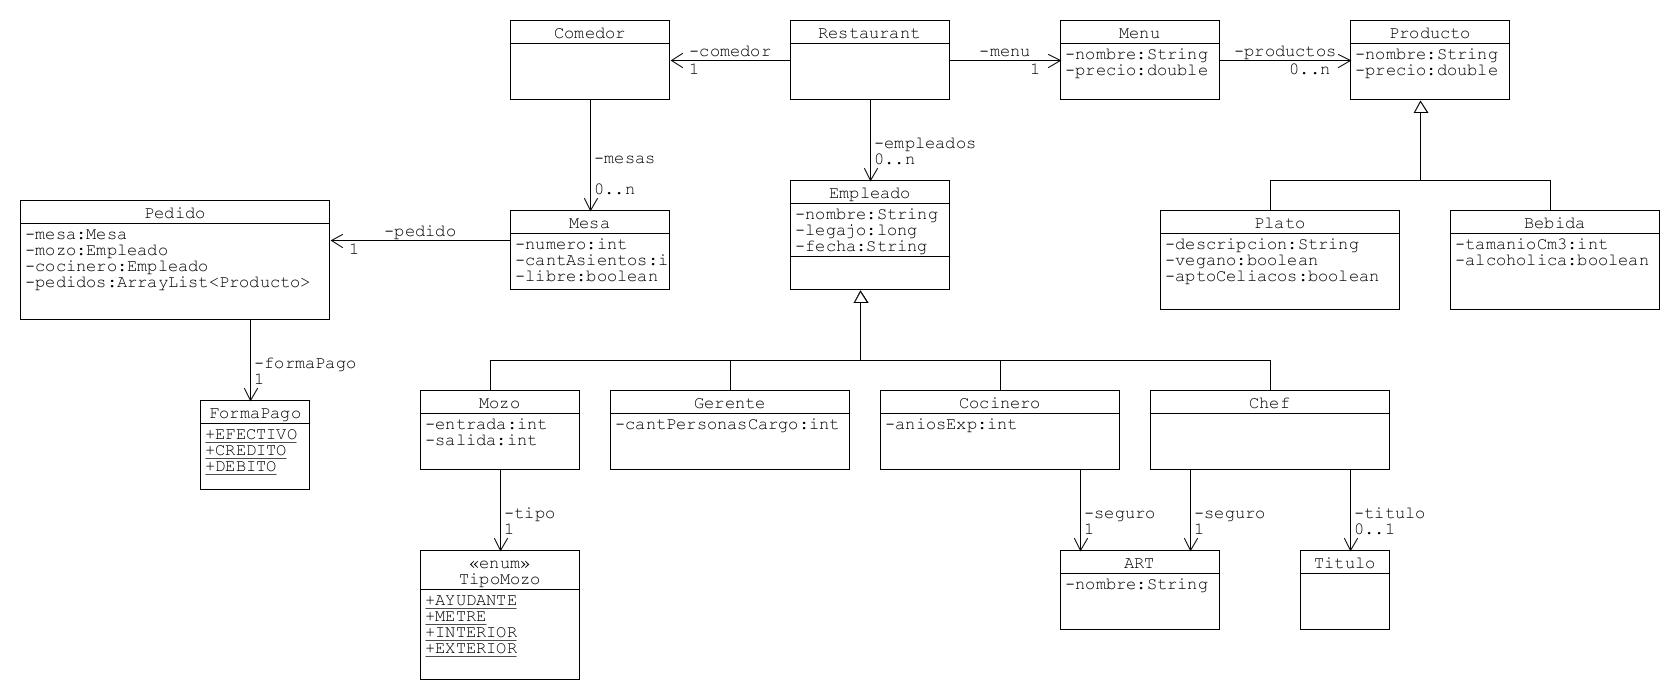 Comedor
-comedor
1
Restaurant
-menu
1
Menu
-nombre:String
-precio:double
-productos
0..n
Producto
-nombre:String
-precio:double
-mesas
0..n
-empleados
0..n
Pedido
-mesa:Mesa
-mozo:Empleado
-cocinero:Empleado
-pedidos:ArrayList<Producto>
-pedido
1
Mesa
-numero:int
-cantAsientos:i
-libre:boolean
Empleado
-nombre:String
-legajo:long
-fecha:String
Plato
-descripcion:String
-vegano:boolean
-aptoCeliacos:boolean
Bebida
-tamanioCm3:int
-alcoholica:boolean
-formaPago
1
FormaPago
+EFECTIVO
+CREDITO
+DEBITO
Mozo
-entrada:int
-salida:int
Gerente
-cantPersonasCargo:int
Cocinero
-aniosExp:int
Chef
-tipo
1
-seguro
1
-seguro
1
-titulo
0..1
«enum»
TipoMozo
+AYUDANTE
+METRE
+INTERIOR
+EXTERIOR
ART
-nombre:String
Titulo